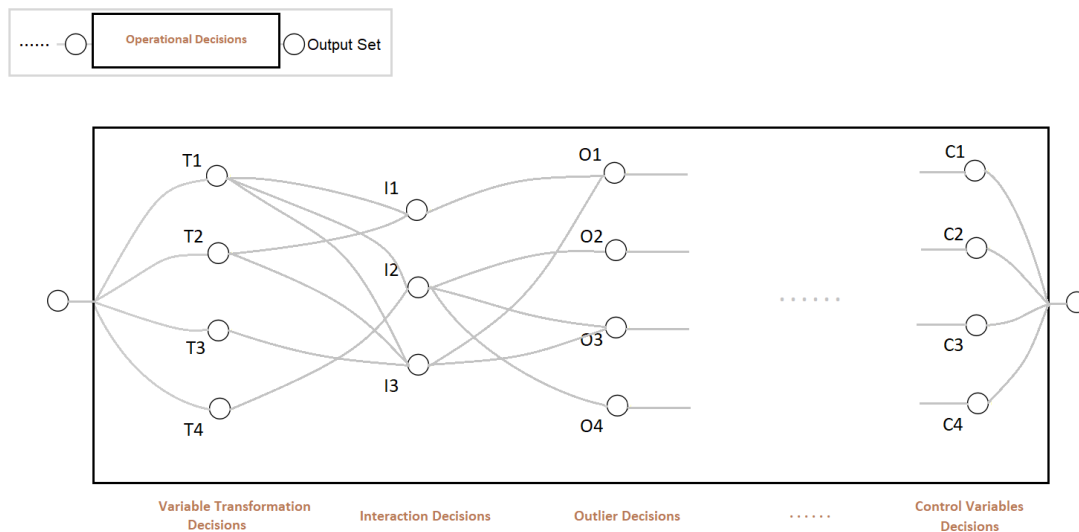 ......
Operational Decisions
Output Set
T1
T2
T3
T4
I1
I2
I3
O1
O2
O3
O4
......
C1
C2
C3
C4
Variable Transformation
Decisions
Interaction Decisions
Outlier Decisions
......
Control Variables
Decisions